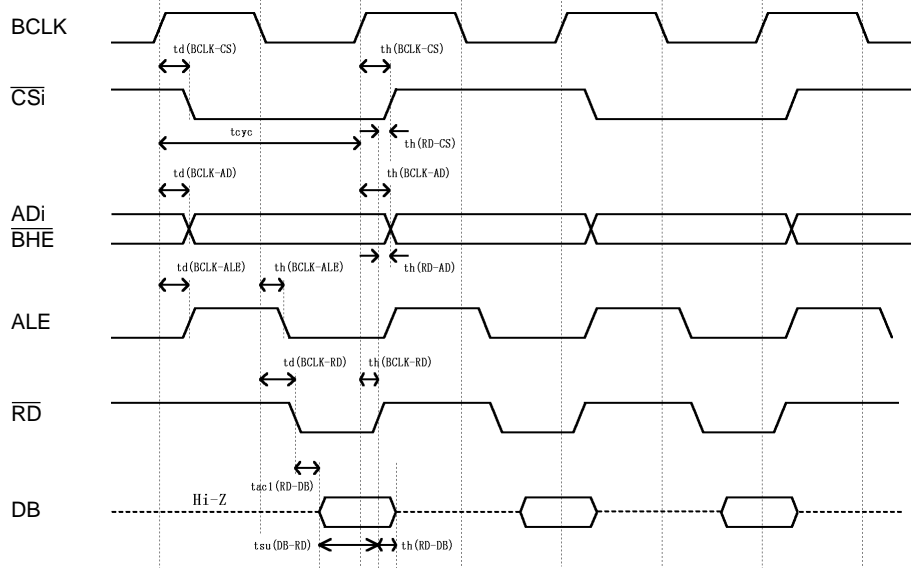 BCLK
td(BCLK-CS) th(BCLK-CS)
CSi
tcyc
th(RD-CS)
td(BCLK-AD) th(BCLK-AD)
ADi
BHE
th(RD-AD)
td(BCLK-ALE) th(BCLK-ALE)
ALE
td(BCLK-RD) th(BCLK-RD)
RD
tac1(RD-DB)
Hi-Z
DB
tsu(DB-RD) th(RD-DB)